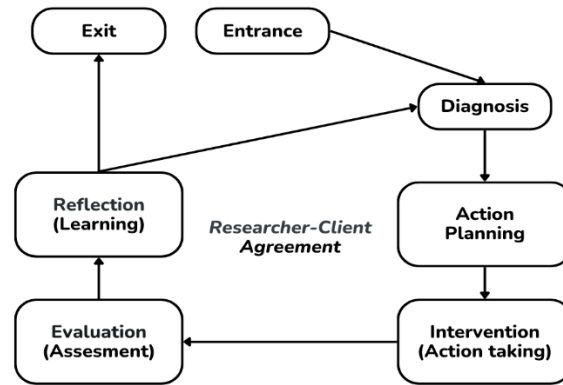 Exit
Entrance
Diagnosis
Reflection
(Learning)
Researcher-Client
Agreement
Action
Planning
Evaluation
(Assesment)
Intervention
(Action taking)